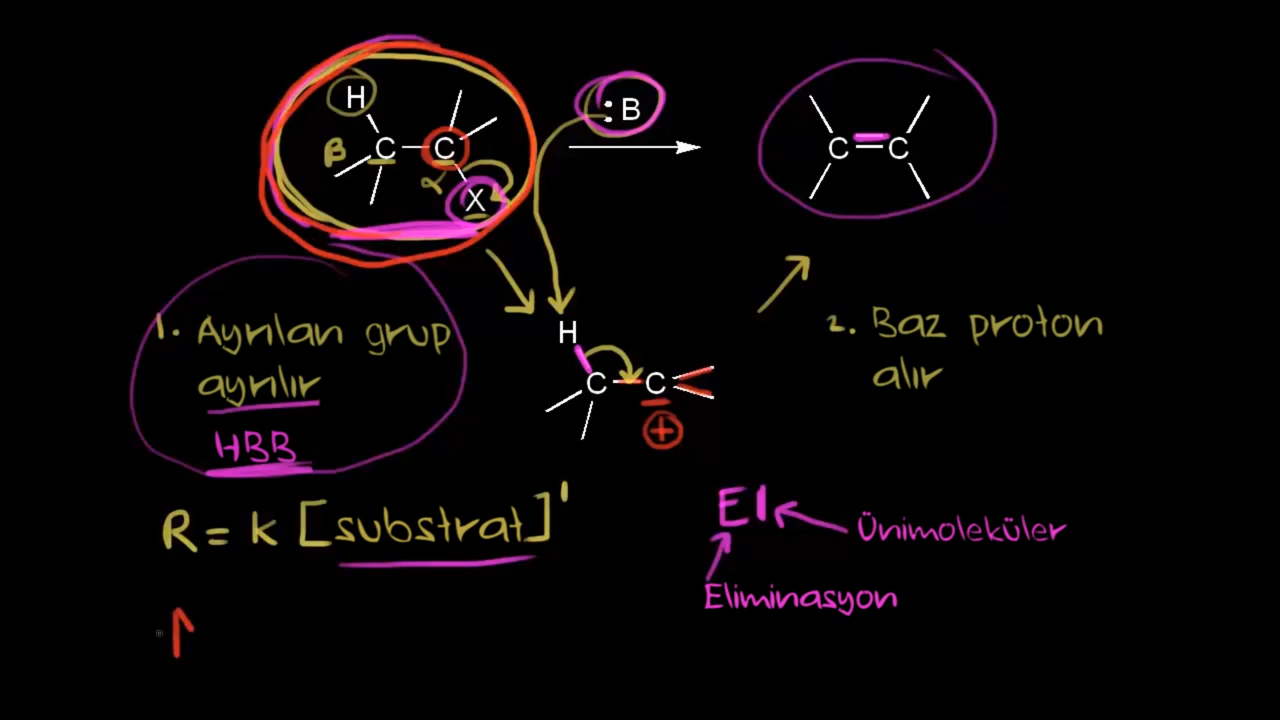 H
:B
β C C C = C
α X
H
1. Ayrılan grup
ayrılır
2. Baz proton
alır
C C
+
HBB
R = k [substrat]¹
E1
Ünimoleküler
Eliminasyon